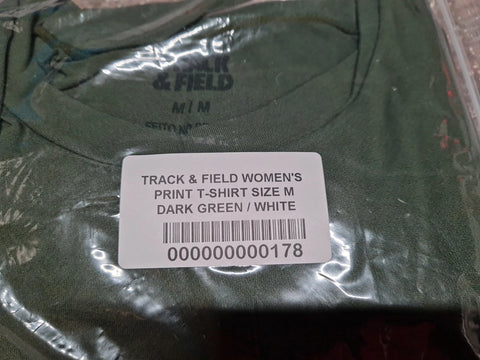 & FIELD
M / M
TRACK & FIELD WOMEN'S
PRINT T-SHIRT SIZE M
DARK GREEN / WHITE
000000000178